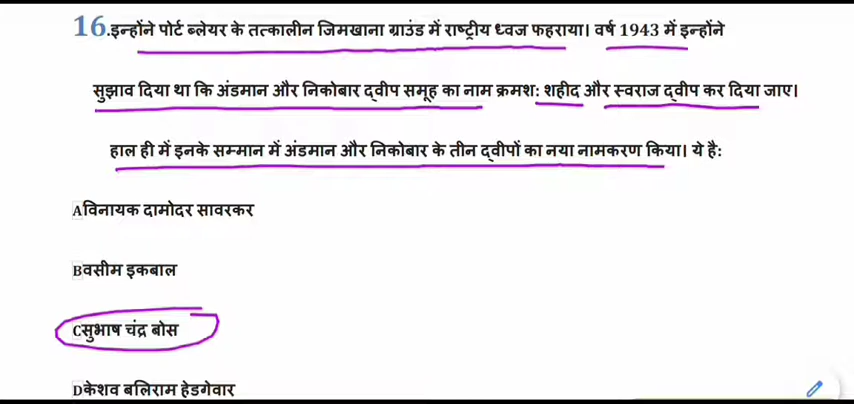 16.इन्होंने पोर्ट ब्लेयर के तत्कालीन जिमखाना ग्राउंड में राष्ट्रीय ध्वज फहराया। वर्ष 1943 में इन्होंने
सुझाव दिया था कि अंडमान और निकोबार द्वीप समूह का नाम क्रमश: शहीद और स्वराज द्वीप कर दिया जाए।
हाल ही में इनके सम्मान में अंडमान और निकोबार के तीन द्वीपों का नया नामकरण किया। ये है:
Aविनायक दामोदर सावरकर
Bवसीम इकबाल
Cसुभाष चंद्र बोस
Dकेशव बलिराम हेडगेवार